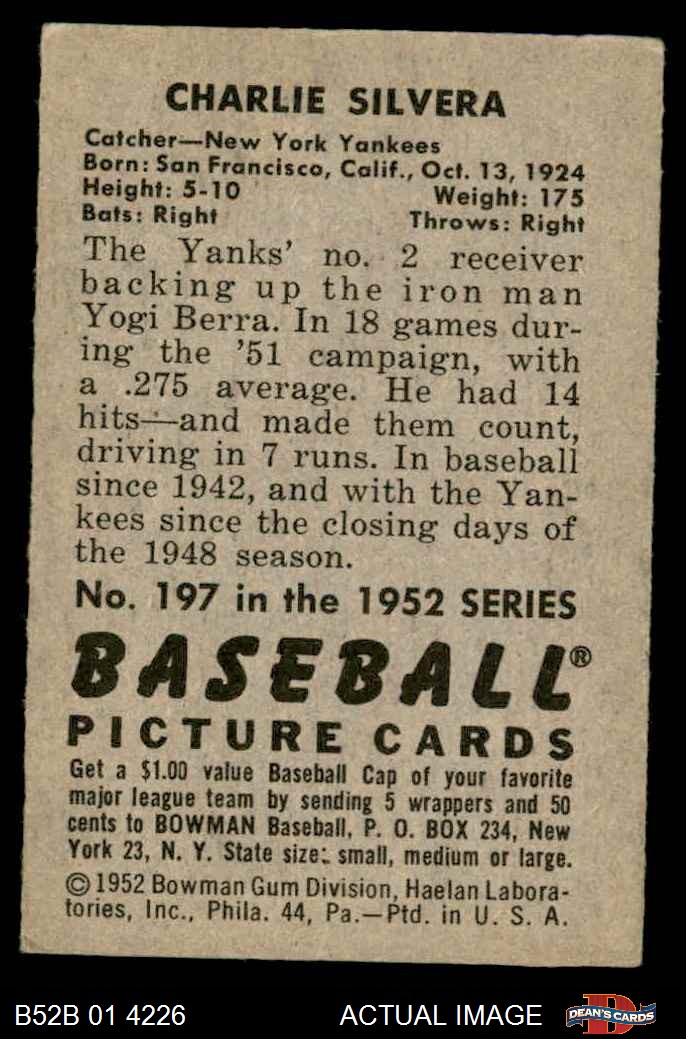 CHARLIE SILVERA
Catcher—New York Yankees
Born: San Francisco, Calif., Oct. 13, 1924
Height: 5-10 Weight: 175
Bats: Right Throws: Right
The Yanks' no. 2 receiver
backing up the iron man
Yogi Berra. In 18 games dur-
ing the '51 campaign, with
a .275 average. He had 14
hits—and made them count,
driving in 7 runs. In baseball
since 1942, and with the Yan-
kees since the closing days of
the 1948 season.
No. 197 in the 1952 SERIES
BASEBALL®
PICTURE CARDS
Get a $1.00 value Baseball Cap of your favorite
major league team by sending 5 wrappers and 50
cents to BOWMAN Baseball, P. O. BOX 234, New
York 23, N. Y. State size: small, medium or large.
©1952 Bowman Gum Division, Haelan Labora-
tories, Inc., Phila. 44, Pa.—Ptd. in U. S. A.
B52B 01 4226 ACTUAL IMAGE
D DEAN'S CARDS